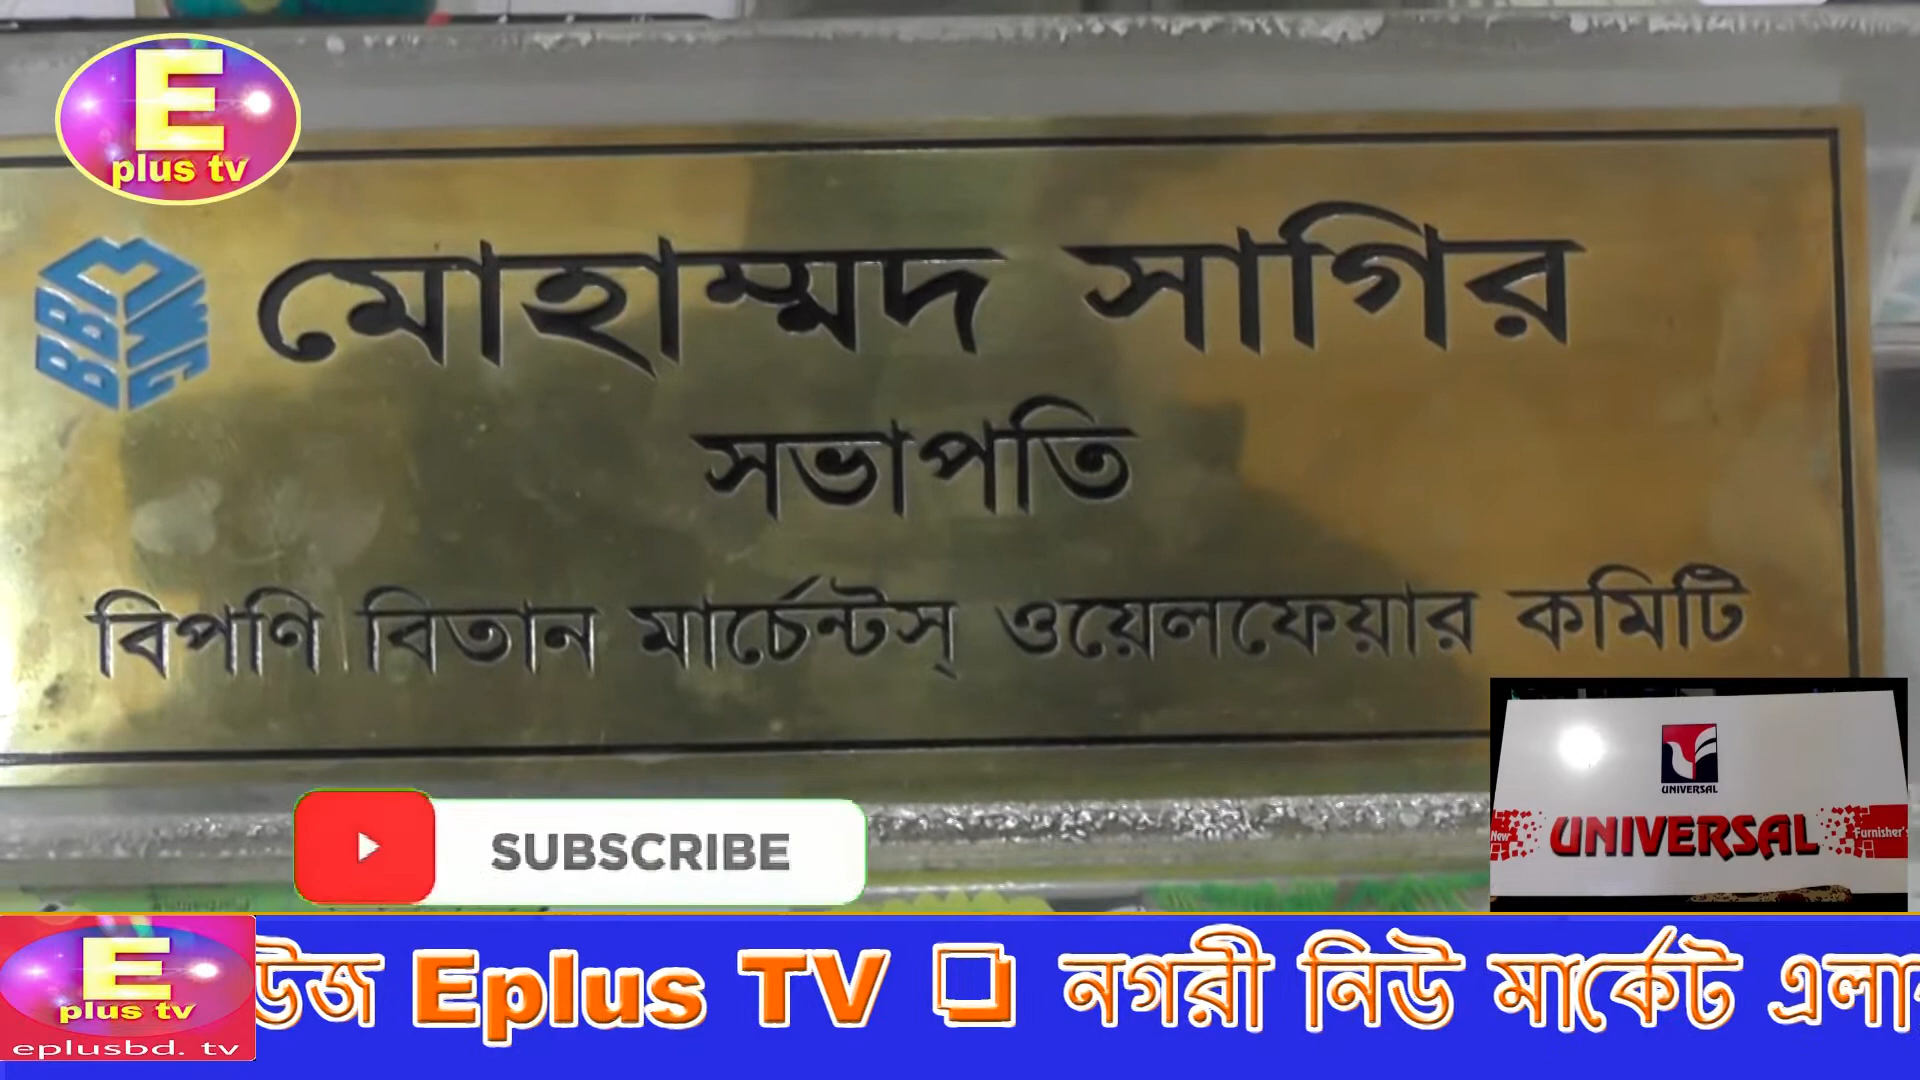 E
plus tv
BBB
মোহাম্মদ সাগির
সভাপতি
বিপণি বিতান মার্চেন্টস্ ওয়েলফেয়ার কমিটি
UNIVERSAL
New UNIVERSAL Furnisher's
SUBSCRIBE
E
plus tv
eplusbd. tv
উজ Eplus TV ❑ নগরী নিউ মার্কেট এলা